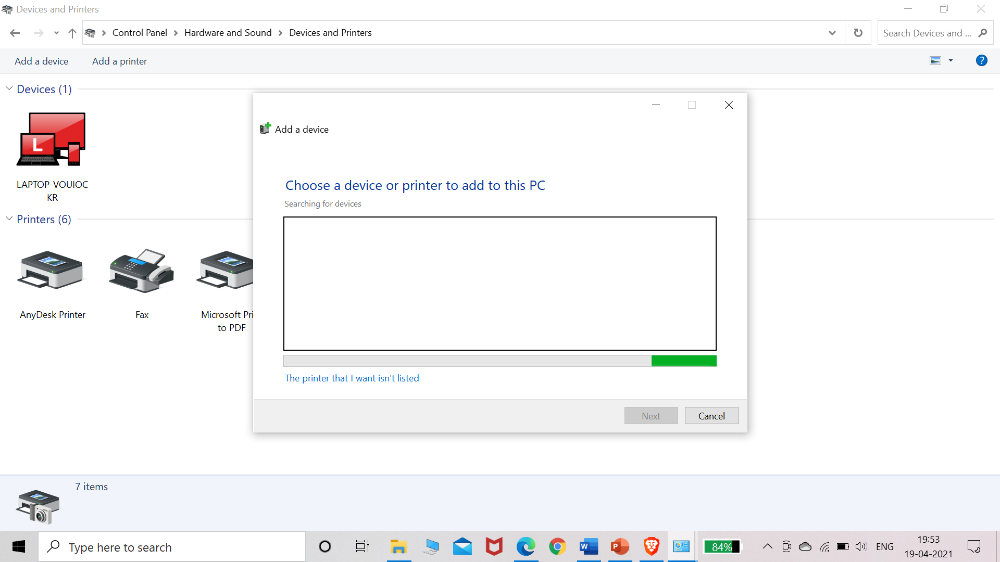 Devices and Printers
Control Panel > Hardware and Sound > Devices and Printers
Search Devices and ...
Add a device
Add a printer
?
Devices (1)
L
LAPTOP-VOUIOC
KR
Add a device
Choose a device or printer to add to this PC
Searching for devices
Printers (6)
AnyDesk Printer
Fax
Microsoft Pri
to PDF
The printer that I want isn't listed
Next
Cancel
7 items
Type here to search
W
P
84%
ENG
19:53
19-04-2021